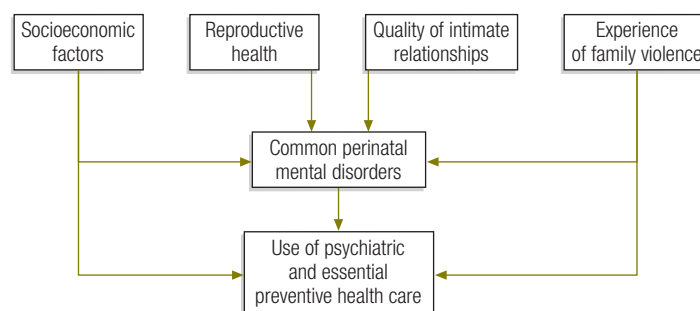 Socioeconomic
factors
Reproductive
health
Quality of intimate
relationships
Experience
of family violence
Common perinatal
mental disorders
Use of psychiatric
and essential
preventive health care